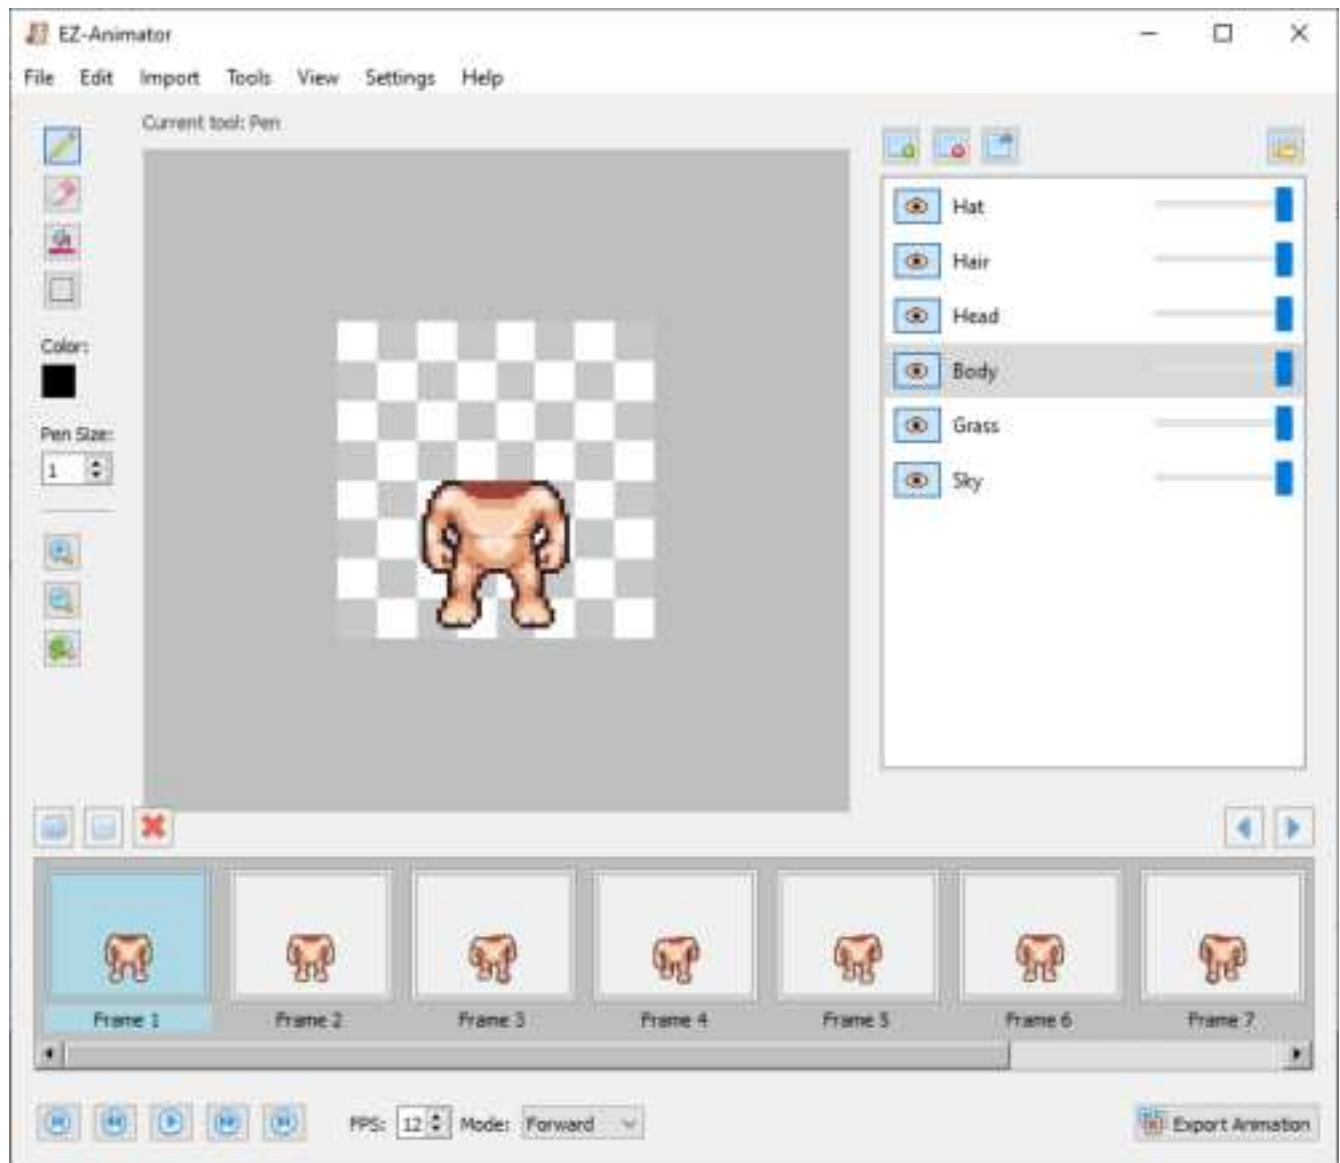 EZ-Animator
File Edit Import Tools View Settings Help
Current tool: Pen
Hat
Hair
Head
Color:
Body
Pen Size:
Grass
1
Sky
Frame 1 Frame 2 Frame 3 Frame 4 Frame 5 Frame 6 Frame 7
FPS: 12 Mode: Forward Export Animation